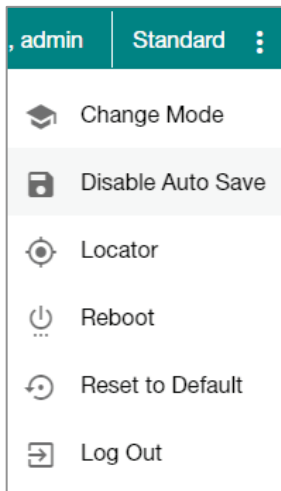 , admin Standard
Change Mode
Disable Auto Save
Locator
Reboot
Reset to Default
Log Out